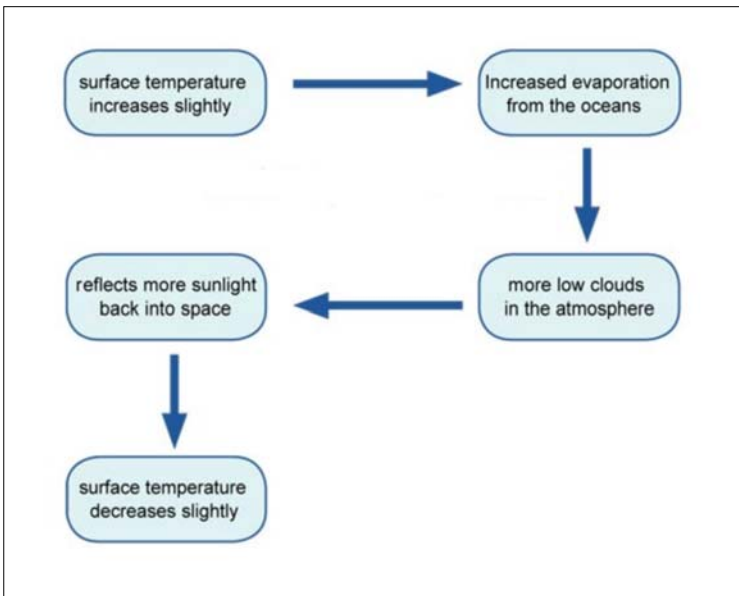 surface temperature
increases slightly
Increased evaporation
from the oceans
more low clouds
in the atmosphere
reflects more sunlight
back into space
surface temperature
decreases slightly